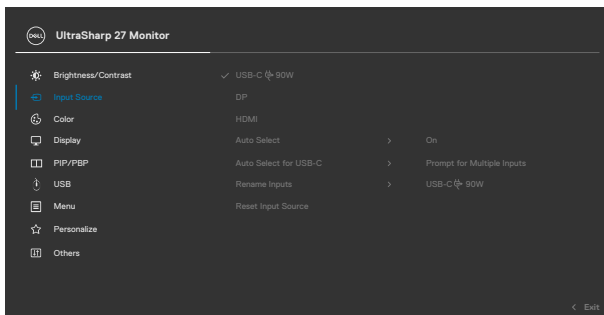 DELL
UltraSharp 27 Monitor
Brightness/Contrast
USB-C 90W
Input Source
DP
Color
HDMI
Display
Auto Select > On
PIP/PBP
Auto Select for USB-C > Prompt for Multiple Inputs
USB
Rename Inputs > USB-C 90W
Menu
Reset Input Source
Personalize
Others
< Exit